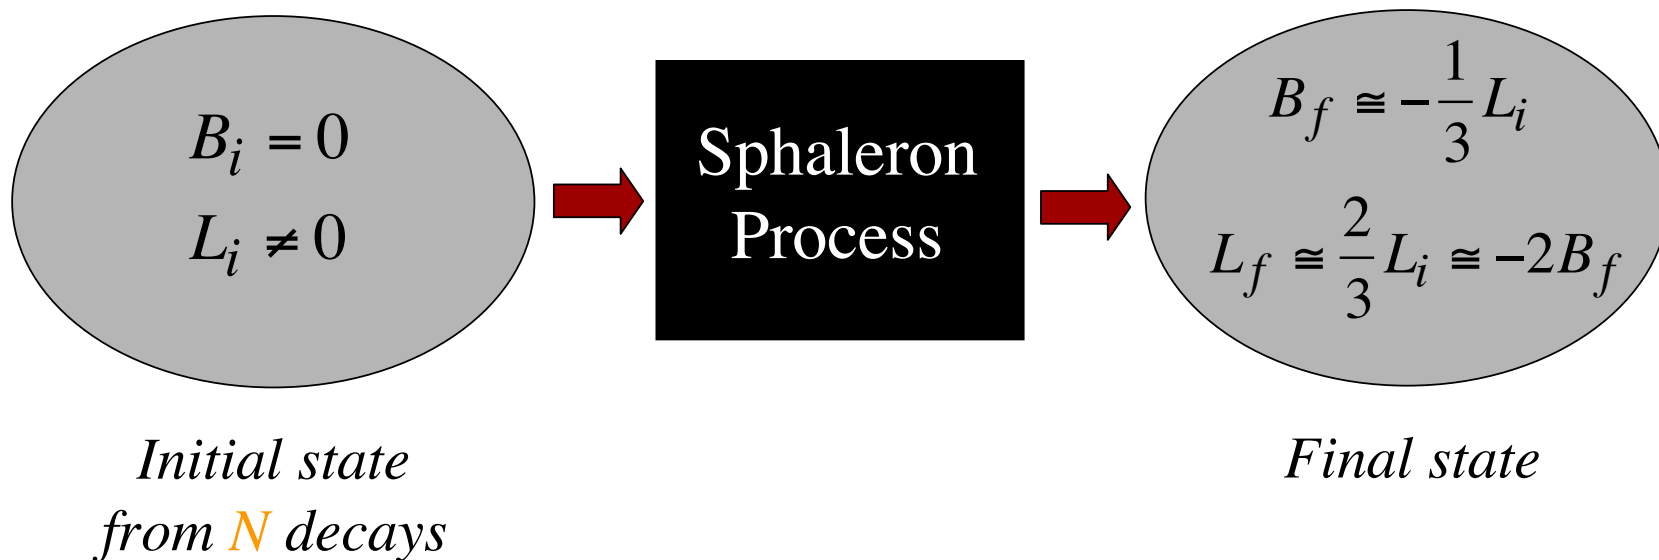 B_i = 0
L_i ≠ 0
Initial state
from N decays
Sphaleron
Process
B_f ≅ −1/3 L_i
L_f ≅ 2/3 L_i ≅ −2B_f
Final state